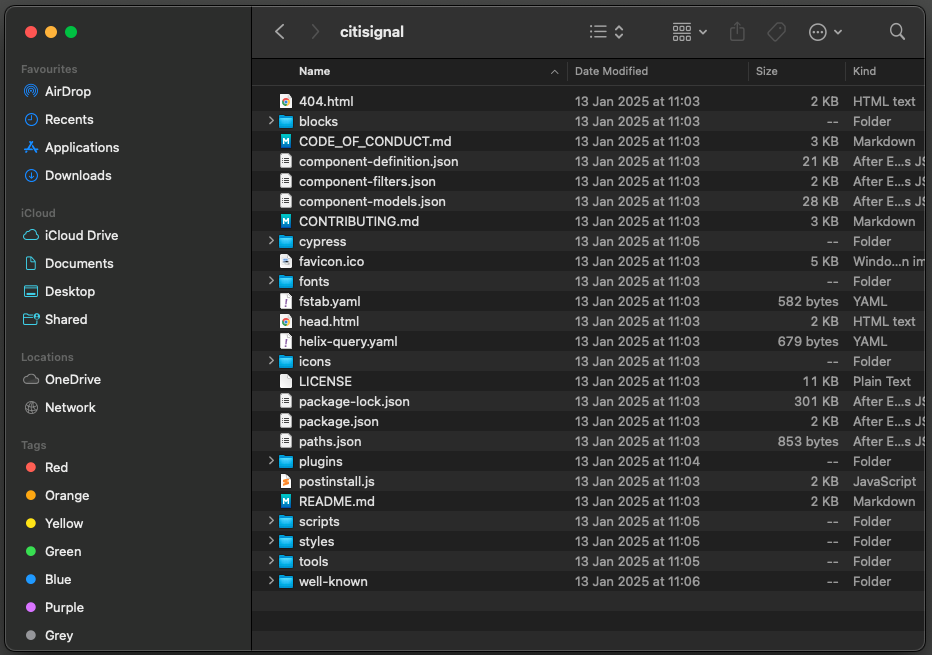 citisignal
Favourites
AirDrop
Recents
Applications
Downloads
iCloud
iCloud Drive
Documents
Desktop
Shared
Locations
OneDrive
Network
Tags
Red
Orange
Yellow
Green
Blue
Purple
Grey
Name Date Modified Size Kind
404.html 13 Jan 2025 at 11:03 2 KB HTML text
blocks 13 Jan 2025 at 11:03 -- Folder
CODE_OF_CONDUCT.md 13 Jan 2025 at 11:03 3 KB Markdown
component-definition.json 13 Jan 2025 at 11:03 21 KB After E...s JS
component-filters.json 13 Jan 2025 at 11:03 2 KB After E...s JS
component-models.json 13 Jan 2025 at 11:03 28 KB After E...s JS
CONTRIBUTING.md 13 Jan 2025 at 11:03 3 KB Markdown
cypress 13 Jan 2025 at 11:05 -- Folder
favicon.ico 13 Jan 2025 at 11:03 5 KB Windo...n im
fonts 13 Jan 2025 at 11:03 -- Folder
fstab.yaml 13 Jan 2025 at 11:03 582 bytes YAML
head.html 13 Jan 2025 at 11:03 2 KB HTML text
helix-query.yaml 13 Jan 2025 at 11:03 679 bytes YAML
icons 13 Jan 2025 at 11:03 -- Folder
LICENSE 13 Jan 2025 at 11:03 11 KB Plain Text
package-lock.json 13 Jan 2025 at 11:03 301 KB After E...s JS
package.json 13 Jan 2025 at 11:03 2 KB After E...s JS
paths.json 13 Jan 2025 at 11:03 853 bytes After E...s JS
plugins 13 Jan 2025 at 11:04 -- Folder
postinstall.js 13 Jan 2025 at 11:03 2 KB JavaScript
README.md 13 Jan 2025 at 11:03 2 KB Markdown
scripts 13 Jan 2025 at 11:05 -- Folder
styles 13 Jan 2025 at 11:05 -- Folder
tools 13 Jan 2025 at 11:05 -- Folder
well-known 13 Jan 2025 at 11:06 -- Folder